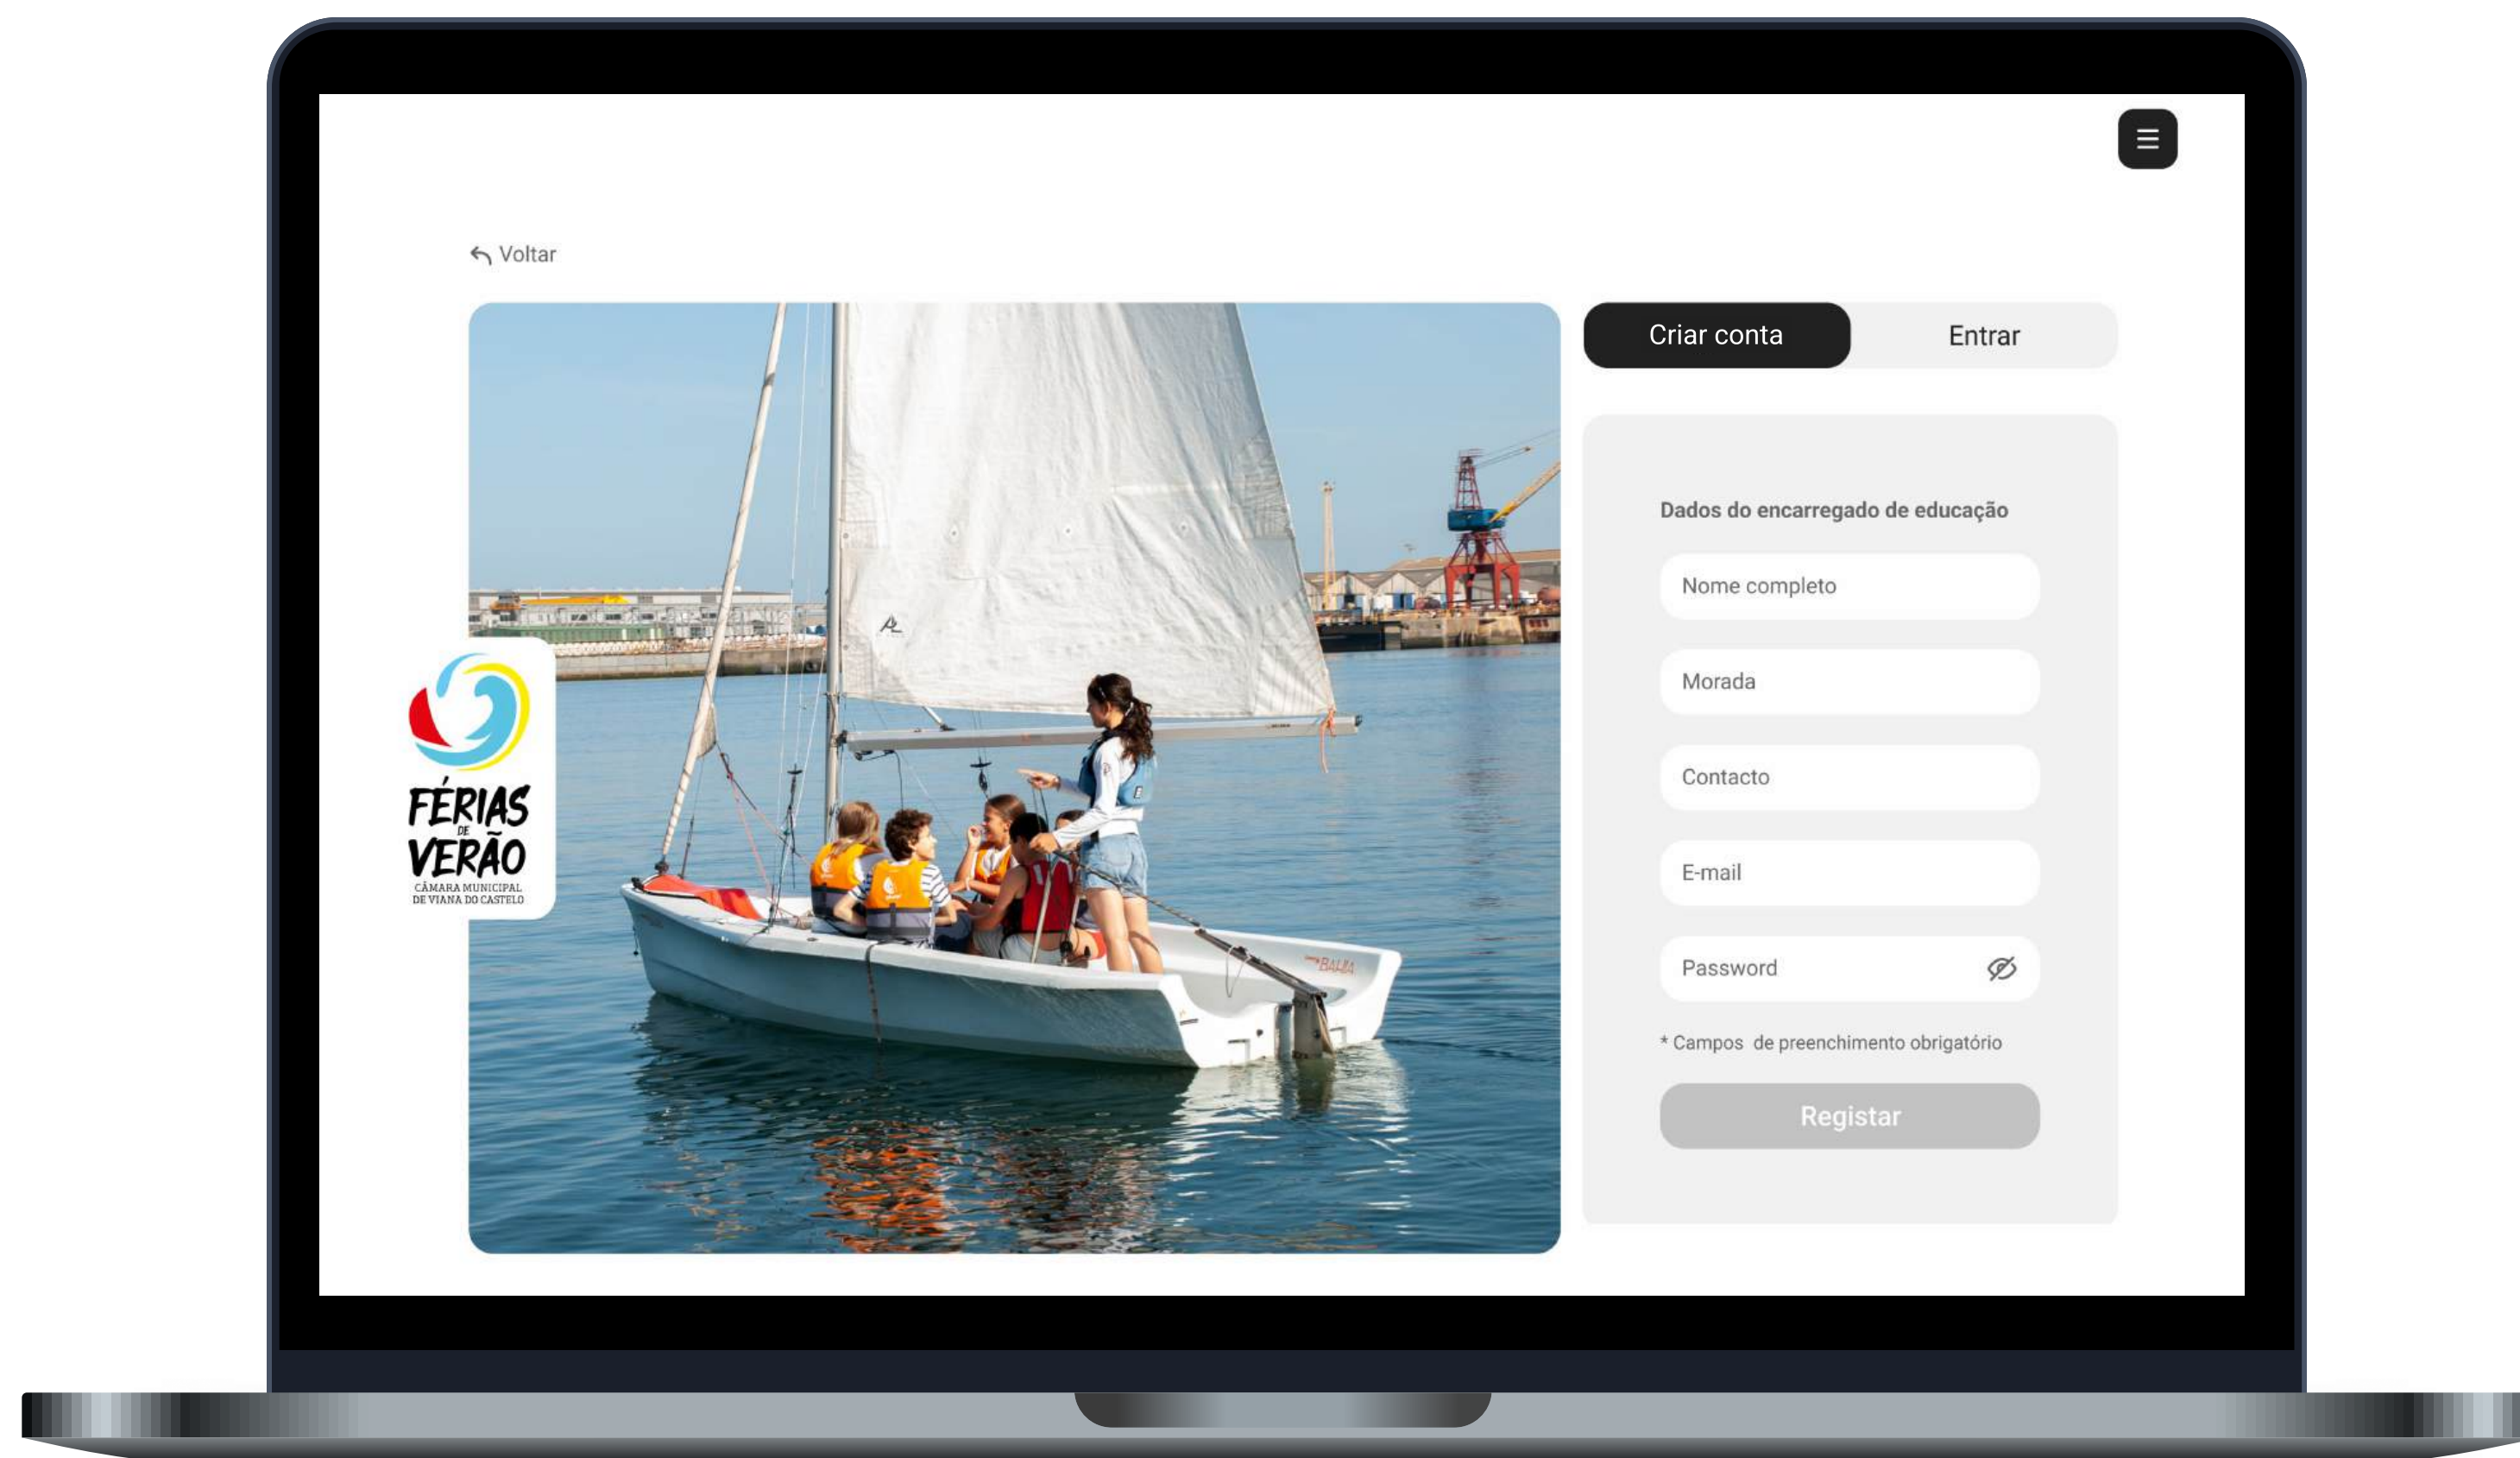 Voltar
Criar conta
Entrar
Dados do encarregado de educação
Nome completo
Morada
Contacto
E-mail
Password
* Campos de preenchimento obrigatório
Registar
FÉRIAS
DE
VERÃO
CÂMARA MUNICIPAL
DE VIANA DO CASTELO
BAHIA